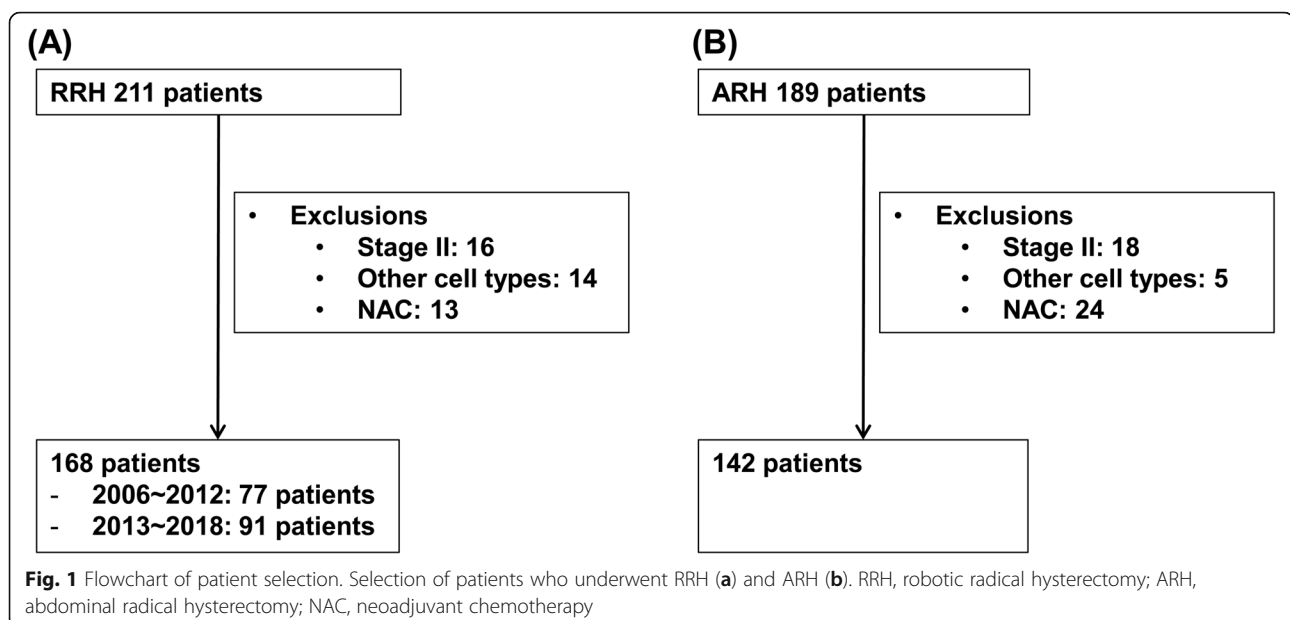 (A)
RRH 211 patients
• Exclusions
• Stage II: 16
• Other cell types: 14
• NAC: 13
168 patients
- 2006~2012: 77 patients
- 2013~2018: 91 patients
(B)
ARH 189 patients
• Exclusions
• Stage II: 18
• Other cell types: 5
• NAC: 24
142 patients
Fig. 1 Flowchart of patient selection. Selection of patients who underwent RRH (a) and ARH (b). RRH, robotic radical hysterectomy; ARH,
abdominal radical hysterectomy; NAC, neoadjuvant chemotherapy